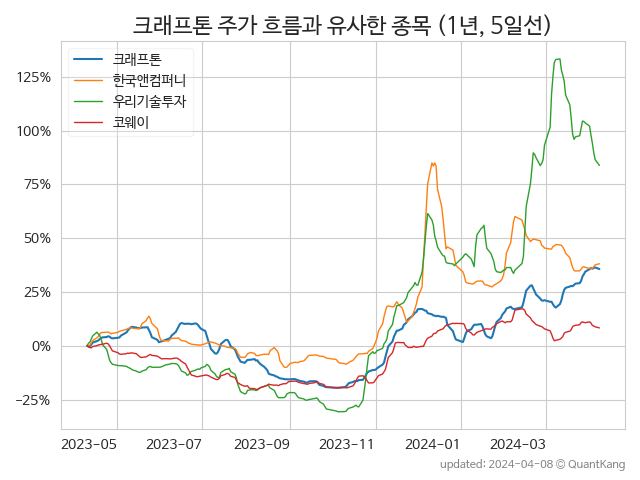 크래프톤 주가 흐름과 유사한 종목 (1년, 5일선)
크래프톤
한국앤컴퍼니
우리기술투자
코웨이
125%
100%
75%
50%
25%
0%
−25%
2023-05 2023-07 2023-09 2023-11 2024-01 2024-03
updated: 2024-04-08 © QuantKang